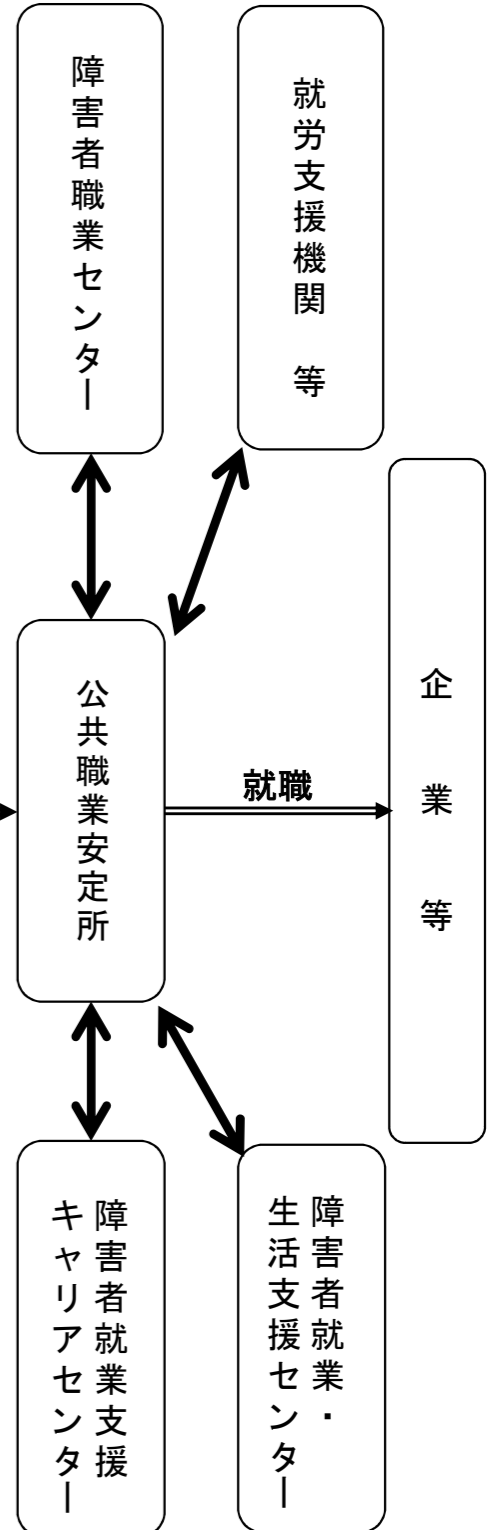 障害者職業センター
就労支援機関　等
公共職業安定所
就職
企　業　等
障害者就業支援
キャリアセンター
障害者就業・
生活支援センター